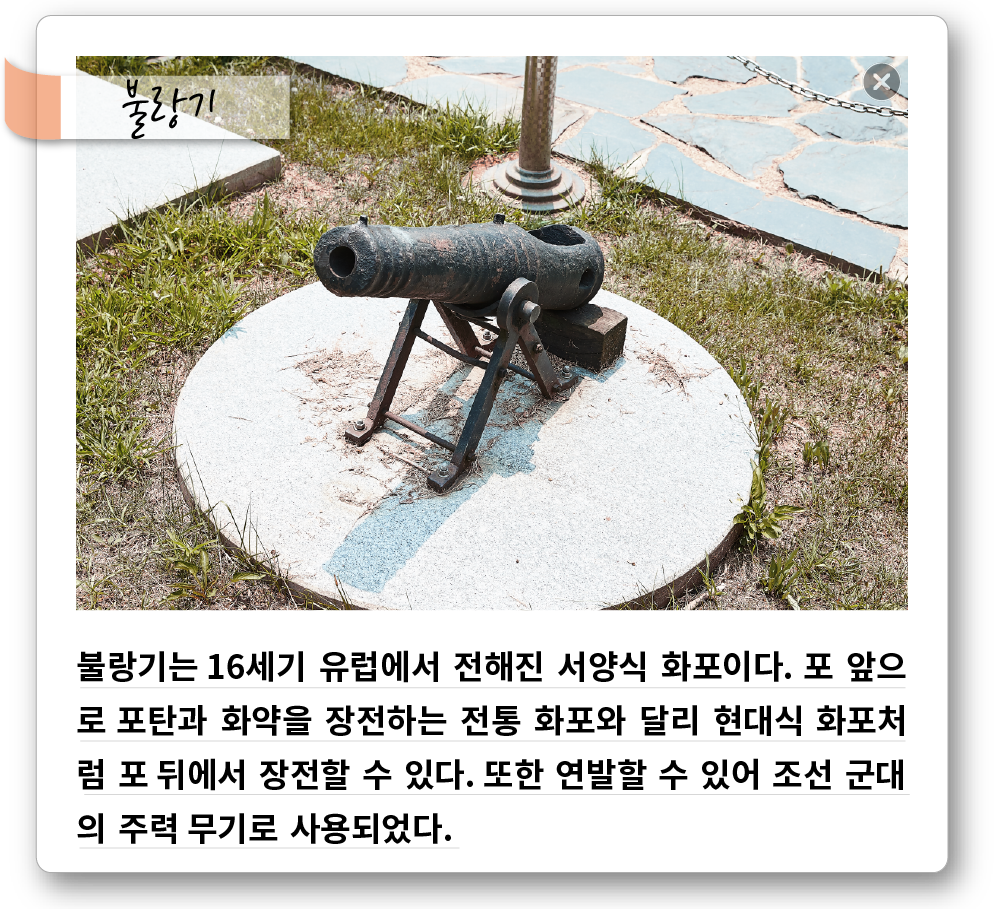 불랑기
불랑기는 16세기 유럽에서 전해진 서양식 화포이다. 포 앞으
로 포탄과 화약을 장전하는 전통 화포와 달리 현대식 화포처
럼 포 뒤에서 장전할 수 있다. 또한 연발할 수 있어 조선 군대
의 주력 무기로 사용되었다.